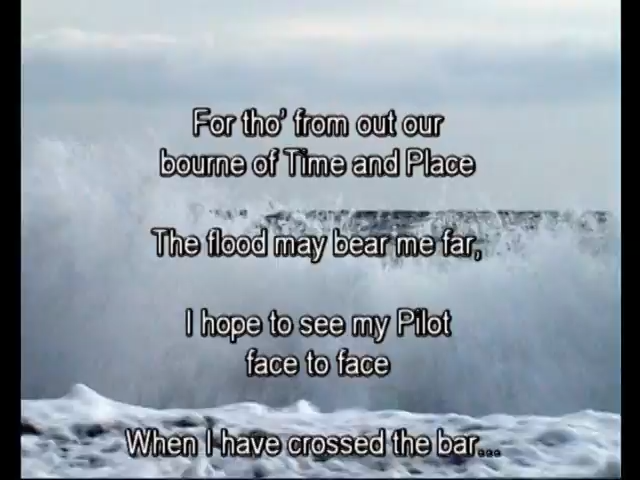 For tho' from out our
bourne of Time and Place
The flood may bear me far,
I hope to see my Pilot
face to face
When I have crossed the bar...